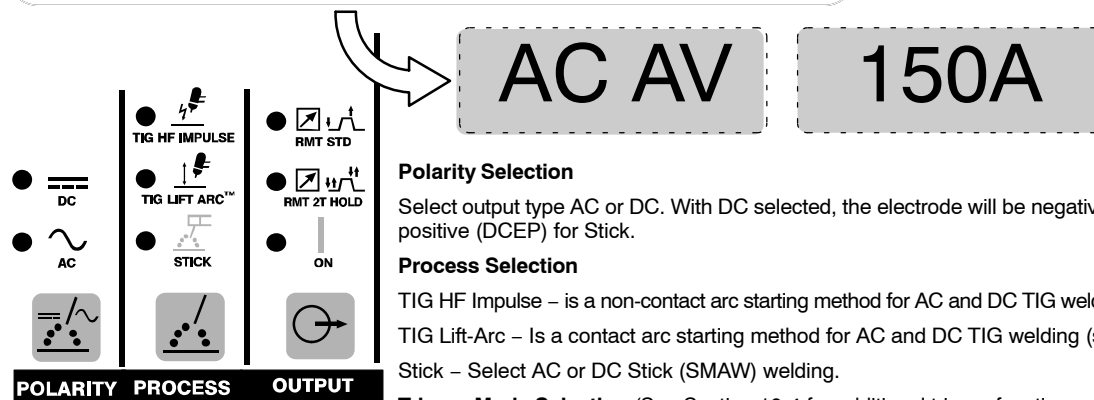 AC AV
150A
TIG HF IMPULSE
RMT STD
TIG LIFT ARC™
RMT 2T HOLD
DC
AC
STICK
ON
POLARITY PROCESS OUTPUT
Polarity Selection
Select output type AC or DC. With DC selected, the electrode will be
positive (DCEP) for Stick.
Process Selection
TIG HF Impulse – is a non-contact arc starting method for AC and DC TIG
TIG Lift-Arc – Is a contact arc starting method for AC and DC TIG welding
Stick – Select AC or DC Stick (SMAW) welding.